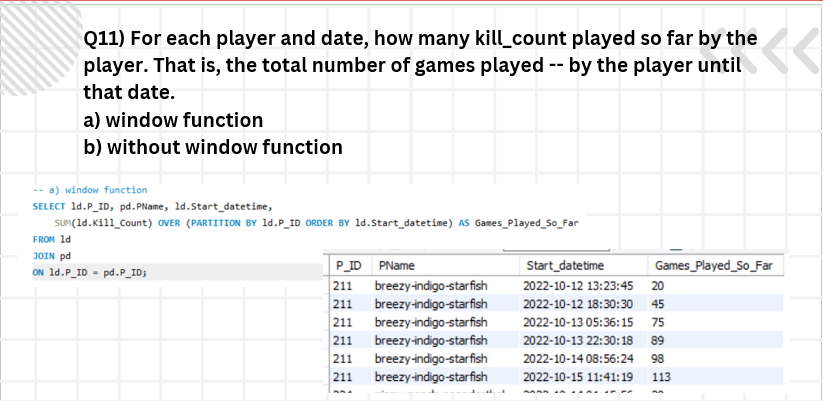 Q11) For each player and date, how many kill_count played so far by the
player. That is, the total number of games played -- by the player until
that date.
a) window function
b) without window function
-- a) window function
SELECT ld.P_ID, pd.PName, ld.Start_datetime,
SUM(ld.Kill_Count) OVER (PARTITION BY ld.P_ID ORDER BY ld.Start_datetime) AS Games_Played_So_Far
FROM ld
JOIN pd
ON ld.P_ID = pd.P_ID;
P_ID PName Start_datetime Games_Played_So_Far
211 breezy-indigo-starfish 2022-10-12 13:23:45 20
211 breezy-indigo-starfish 2022-10-12 18:30:30 45
211 breezy-indigo-starfish 2022-10-13 05:36:15 75
211 breezy-indigo-starfish 2022-10-13 22:30:18 89
211 breezy-indigo-starfish 2022-10-14 08:56:24 98
211 breezy-indigo-starfish 2022-10-15 11:41:19 113